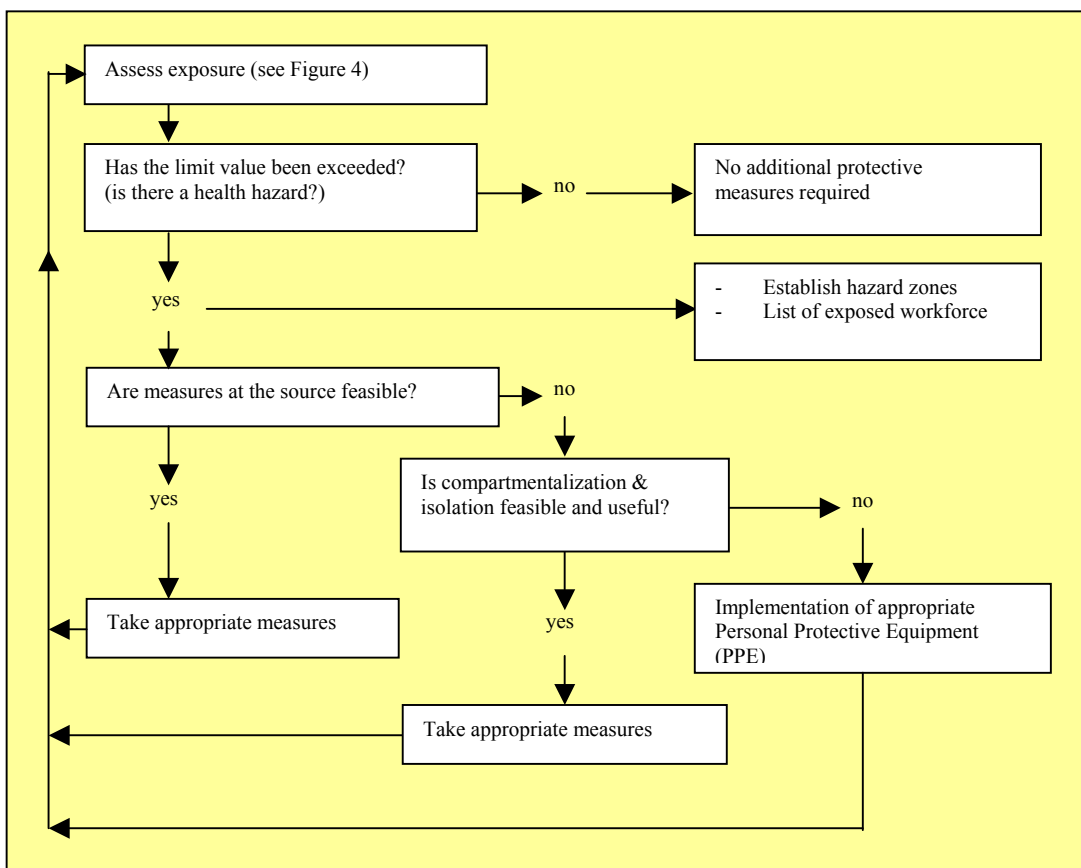 Assess exposure (see Figure 4)
Has the limit value been exceeded?
(is there a health hazard?)
no
No additional protective
measures required
yes
- Establish hazard zones
- List of exposed workforce
Are measures at the source feasible?
no
yes
Is compartmentalization &
isolation feasible and useful?
no
Take appropriate measures
yes
Implementation of appropriate
Personal Protective Equipment
(PPE)
Take appropriate measures